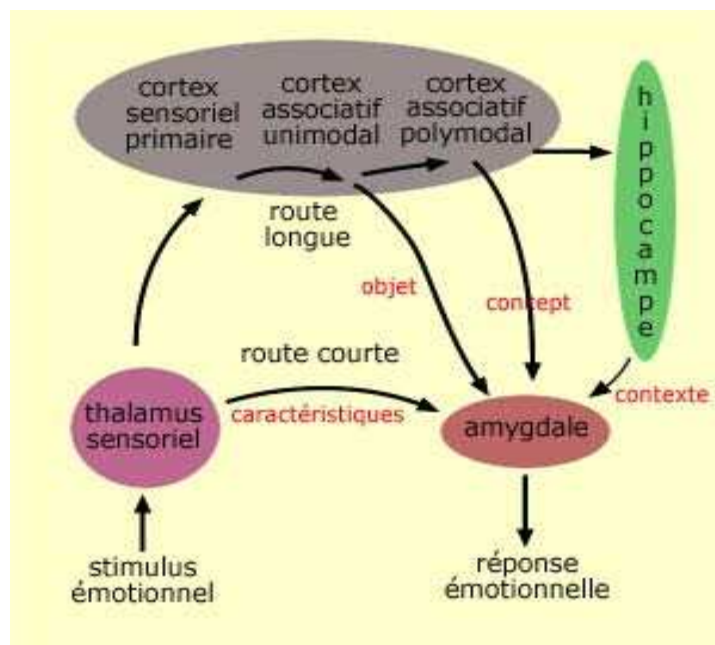 cortex
sensoriel
primaire
cortex
associatif
unimodal
cortex
associatif
polymodal
hippocampe
route
longue
objet
concept
route courte
caractéristiques
contexte
thalamus
sensoriel
amygdale
stimulus
émotionnel
réponse
émotionnelle